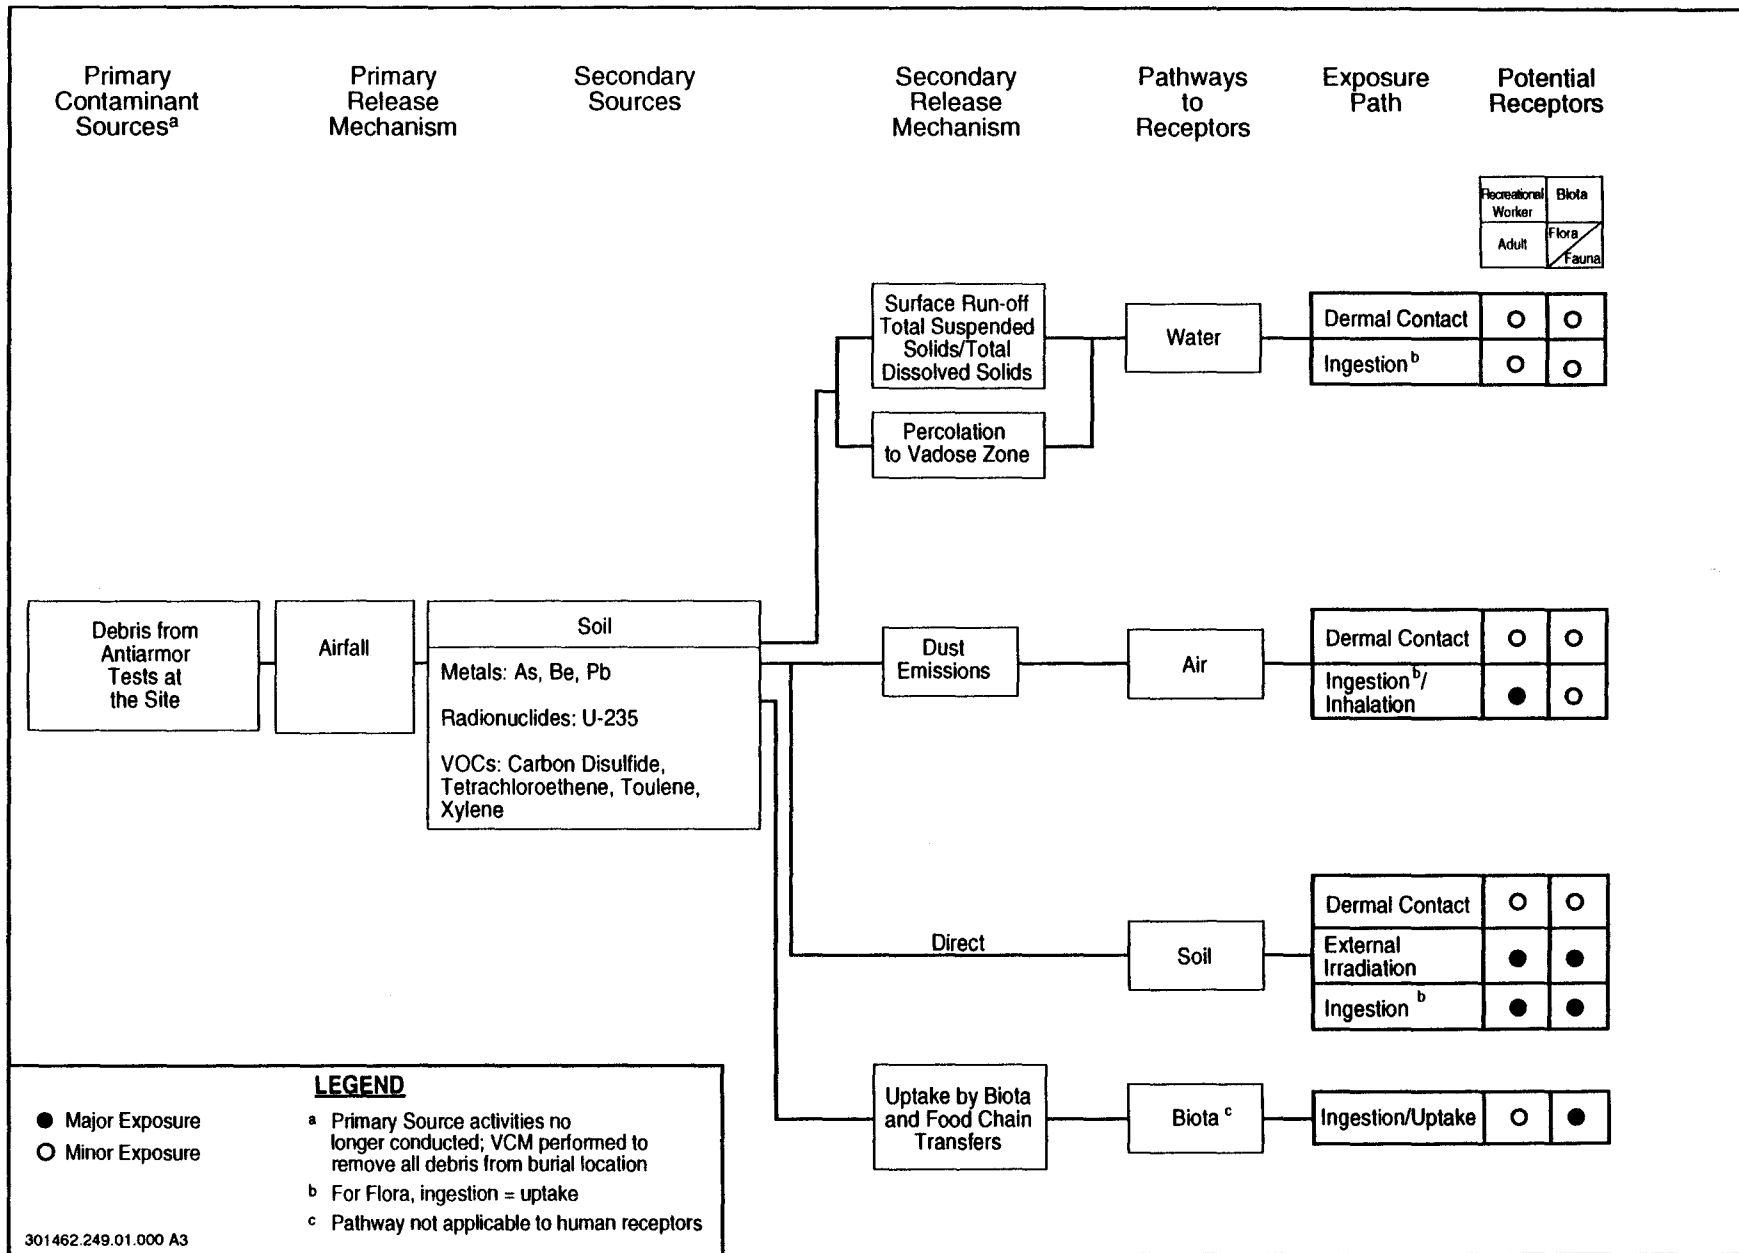 Primary
Contaminant
Sourcesᵃ
Primary
Release
Mechanism
Secondary
Sources
Secondary
Release
Mechanism
Pathways
to
Receptors
Exposure
Path
Potential
Receptors
Recreational
Worker
Biota
Adult
Flora
Fauna
Surface Run-off
Total Suspended
Solids/Total
Dissolved Solids
Percolation
to Vadose Zone
Water
Dermal Contact
Ingestionᵇ
Debris from
Antiarmor
Tests at
the Site
Airfall
Soil
Metals: As, Be, Pb
Radionuclides: U-235
VOCs: Carbon Disulfide,
Tetrachloroethene, Toulene,
Xylene
Dust
Emissions
Air
Dermal Contact
Ingestionᵇ/
Inhalation
Direct
Soil
Dermal Contact
External
Irradiation
Ingestion ᵇ
Uptake by Biota
and Food Chain
Transfers
Biota ᶜ
Ingestion/Uptake
LEGEND
● Major Exposure
○ Minor Exposure
ᵃ Primary Source activities no
longer conducted; VCM performed to
remove all debris from burial location
ᵇ For Flora, ingestion = uptake
ᶜ Pathway not applicable to human receptors
301462.249.01.000 A3